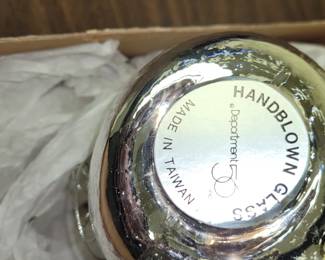 HANDBLOWN GLASS
Department 56
MADE IN TAIWAN